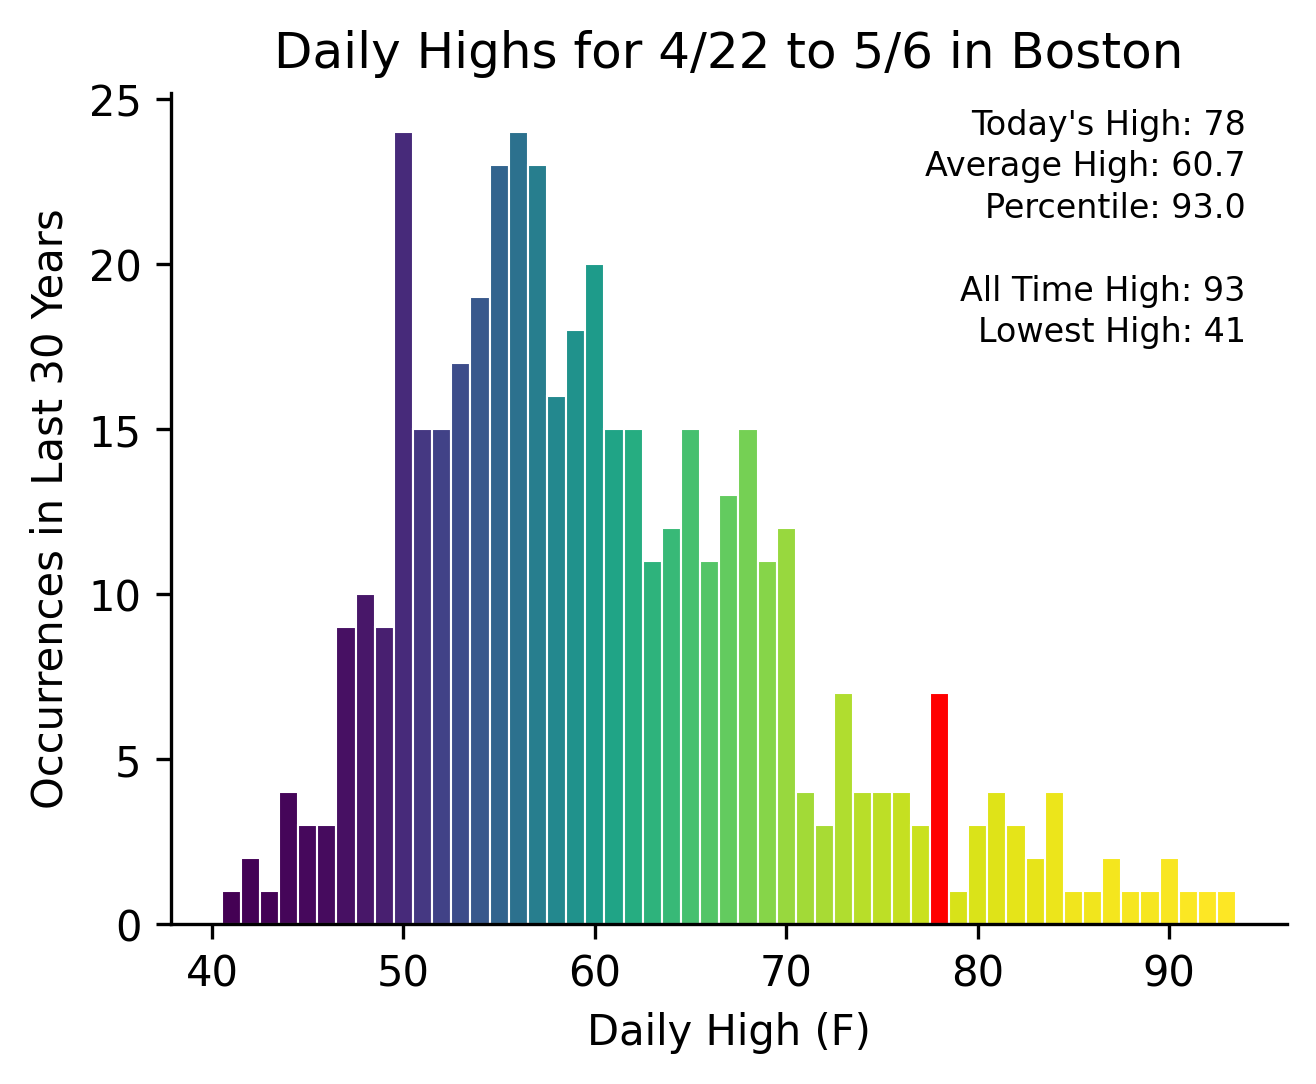 Daily Highs for 4/22 to 5/6 in Boston
Today's High: 78
Average High: 60.7
Percentile: 93.0
All Time High: 93
Lowest High: 41
Occurrences in Last 30 Years
25
20
15
10
5
0
40 50 60 70 80 90
Daily High (F)